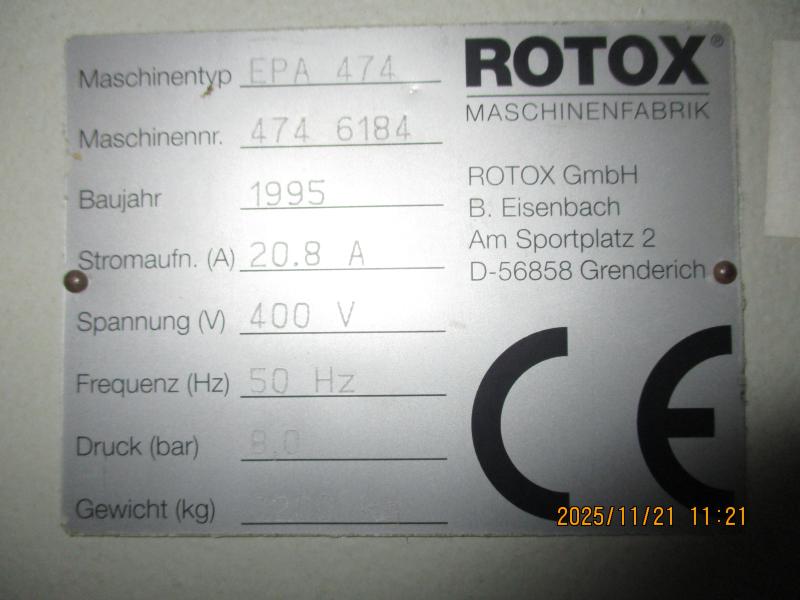 Maschinentyp EPA 474
Maschinennr. 474 6184
Baujahr 1995
Stromaufn. (A) 20.8 A
Spannung (V) 400 V
Frequenz (Hz) 50 Hz
Druck (bar) 8.0
Gewicht (kg)
ROTOX®
MASCHINENFABRIK
ROTOX GmbH
B. Eisenbach
Am Sportplatz 2
D-56858 Grenderich
CE
2025/11/21 11:21